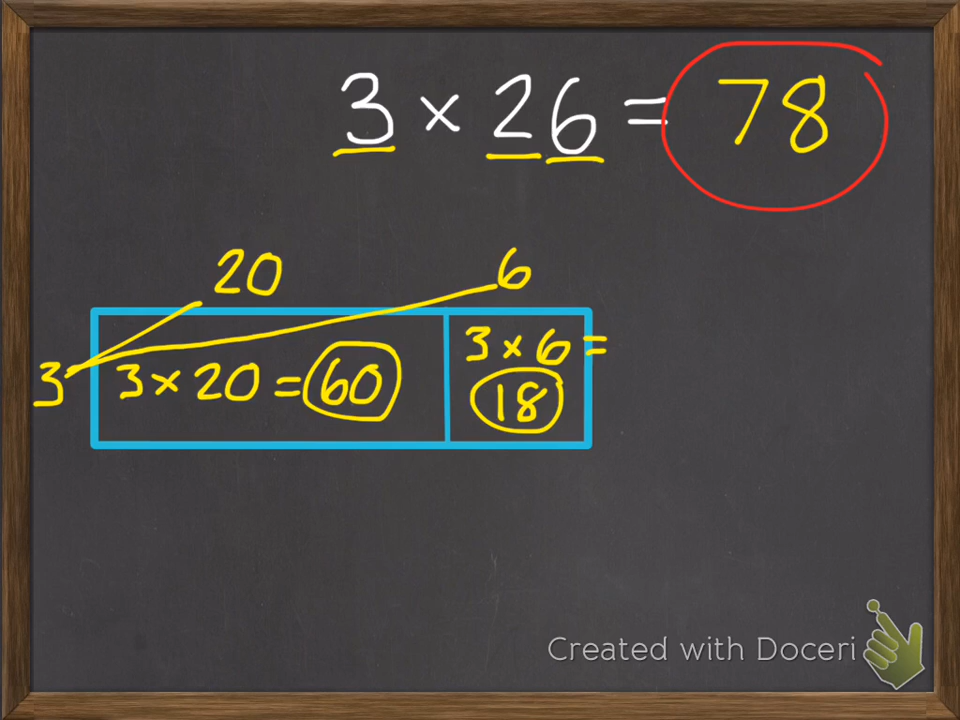 3 × 26 = 78
20 6
3 3 × 20 = 60 3 × 6 =
18
Created with Doceri